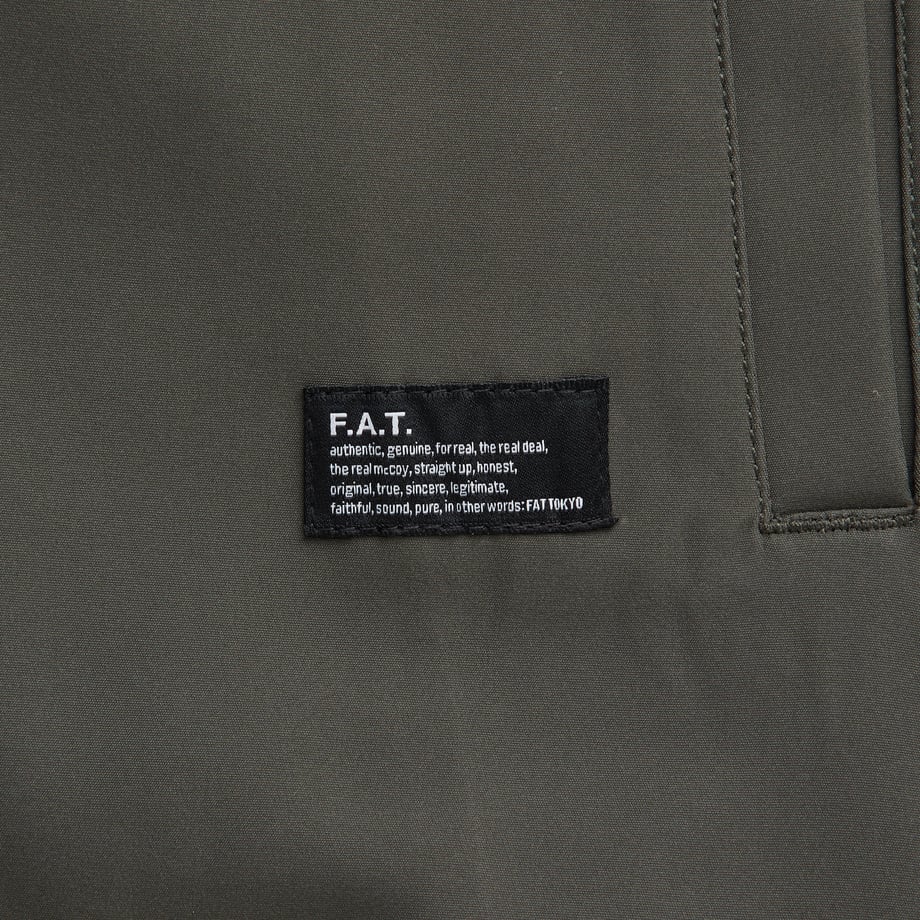 F.A.T.
authentic, genuine, for real, the real deal,
the real mccoy, straight up, honest,
original, true, sincere, legitimate,
faithful, sound, pure, in other words: FAT TOKYO